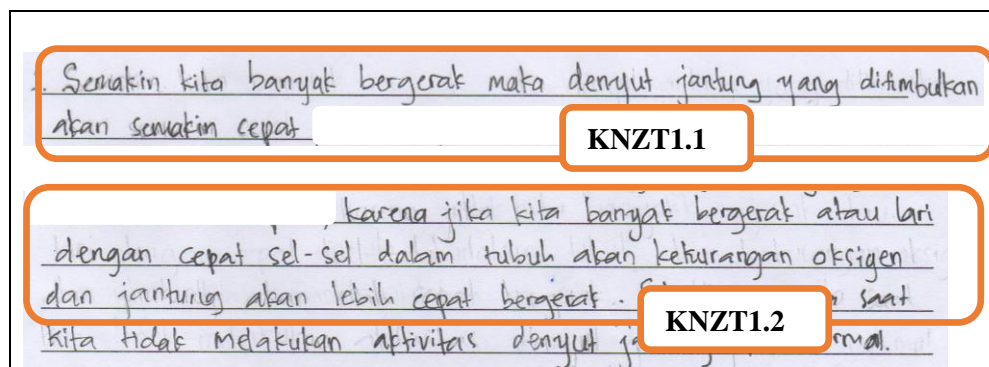 Semakin kita banyak bergerak maka denyut jantung yang ditimbulkan
akan semakin cepat
KNZT1.1
karena jika kita banyak bergerak atau lari
dengan cepat sel-sel dalam tubuh akan kekurangan oksigen
dan jantung akan lebih cepat bergerak. saat
KNZT1.2
kita tidak melakukan aktivitas denyut